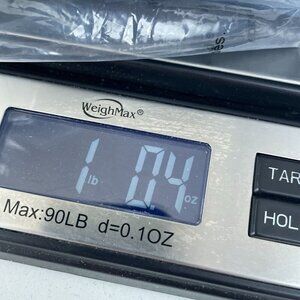 WeighMax®
1 lb 0.4 oz
TAR
Max:90LB d=0.1OZ
HOL